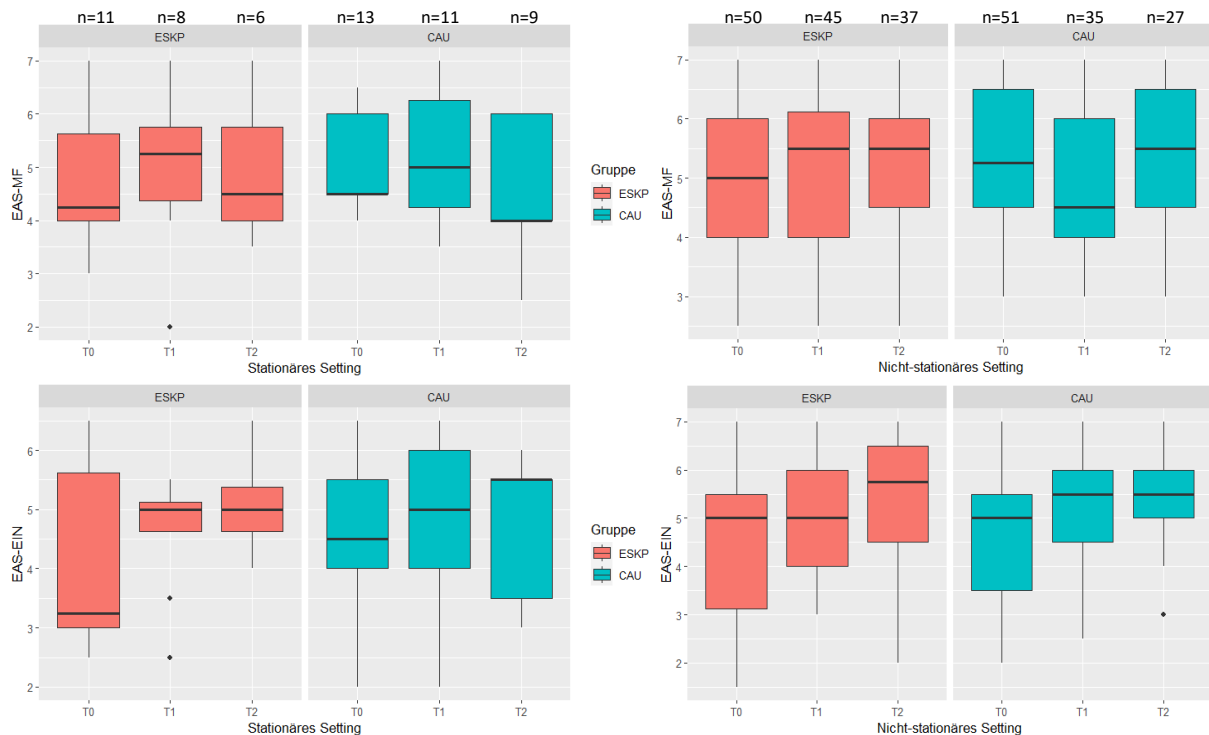 n=11 n=8 n=6 n=13 n=11 n=9
ESKP CAU
EAS-MF
7
6
5
4
3
2
T0 T1 T2 T0 T1 T2
Stationäres Setting
n=50 n=45 n=37 n=51 n=35 n=27
ESKP CAU
EAS-MF
7
6
5
4
3
T0 T1 T2 T0 T1 T2
Nicht-stationäres Setting
Gruppe
ESKP
CAU
ESKP CAU
EAS-EIN
6
5
4
3
2
T0 T1 T2 T0 T1 T2
Stationäres Setting
Gruppe
ESKP
CAU
ESKP CAU
EAS-EIN
7
6
5
4
3
2
T0 T1 T2 T0 T1 T2
Nicht-stationäres Setting